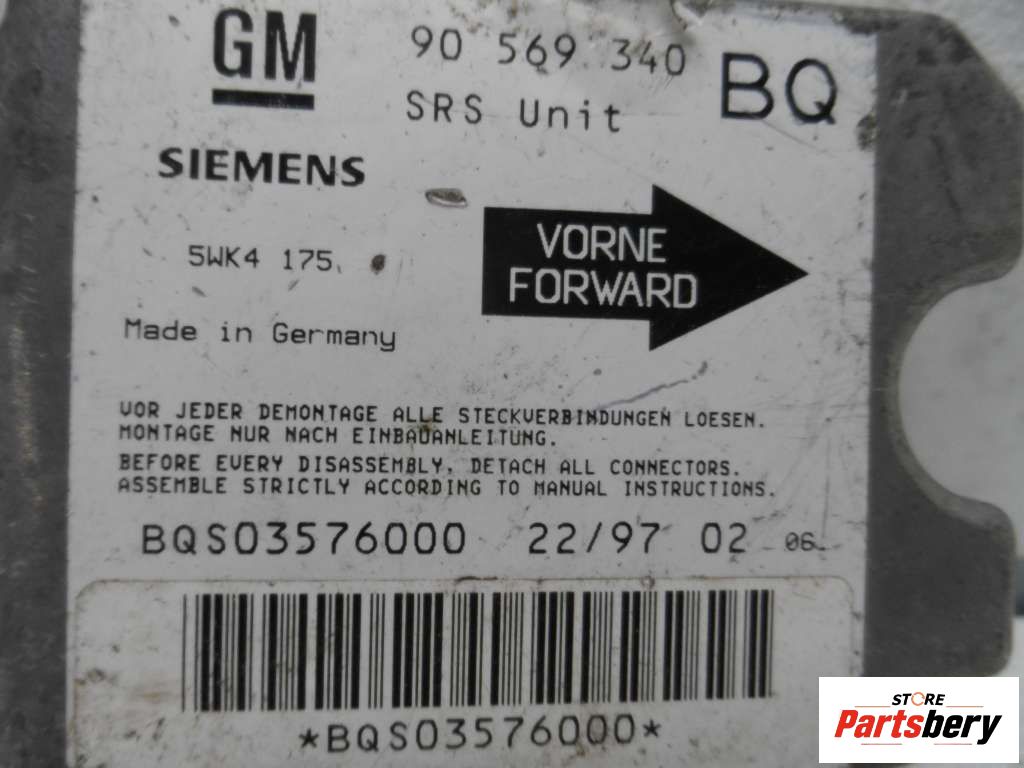 GM
90 569 340
BQ
SRS Unit
SIEMENS
5WK4 175
VORNE
FORWARD
Made in Germany
VOR JEDER DEMONTAGE ALLE STECKVERBINDUNGEN LOESEN.
MONTAGE NUR NACH EINBAUANLEITUNG.
BEFORE EVERY DISASSEMBLY, DETACH ALL CONNECTORS.
ASSEMBLE STRICTLY ACCORDING TO MANUAL INSTRUCTIONS.
BQS03576000 22/97 02 06
*BQS03576000*
STORE
Partsbery